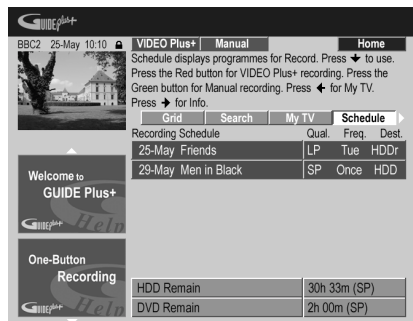 GUIDE Plus+
BBC2 25-May 10:10
VIDEO Plus+ Manual Home
Schedule displays programmes for Record. Press to use.
Press the Red button for VIDEO Plus+ recording. Press the
Green button for Manual recording. Press for My TV.
Press for Info.
Grid Search My TV Schedule
Recording Schedule Qual. Freq. Dest.
25-May Friends LP Tue HDDr
29-May Men in Black SP Once HDD
Welcome to
GUIDE Plus+
GUIDE Plus+ Help
One-Button
Recording
GUIDE Plus+ Help
HDD Remain 30h 33m (SP)
DVD Remain 2h 00m (SP)